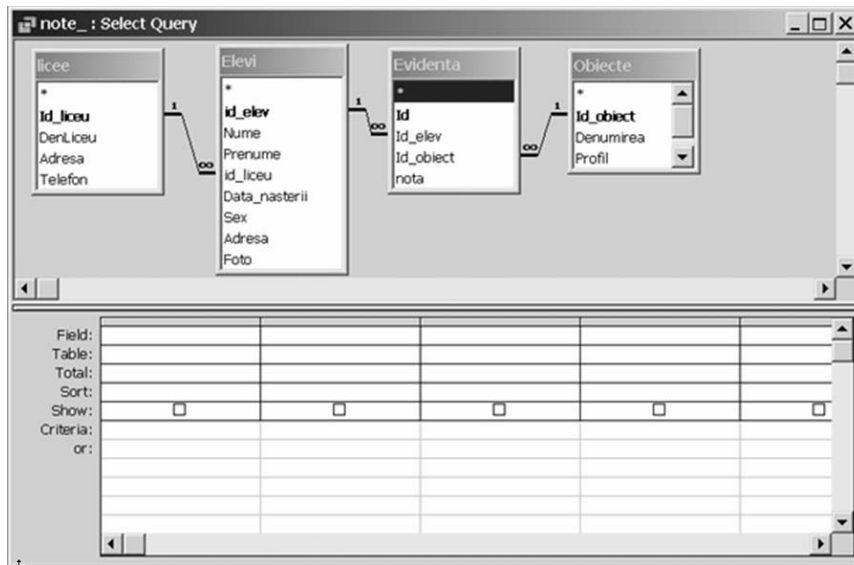 note_ : Select Query
licee
*
Id_liceu
DenLiceu
Adresa
Telefon
Elevi
*
id_elev
Nume
Prenume
id_liceu
Data_nasterii
Sex
Adresa
Foto
Evidenta
*
Id
Id_elev
Id_obiect
nota
Obiecte
*
Id_obiect
Denumirea
Profil
1
∞
1
∞
1
∞
Field:
Table:
Total:
Sort:
Show:
Criteria:
or: